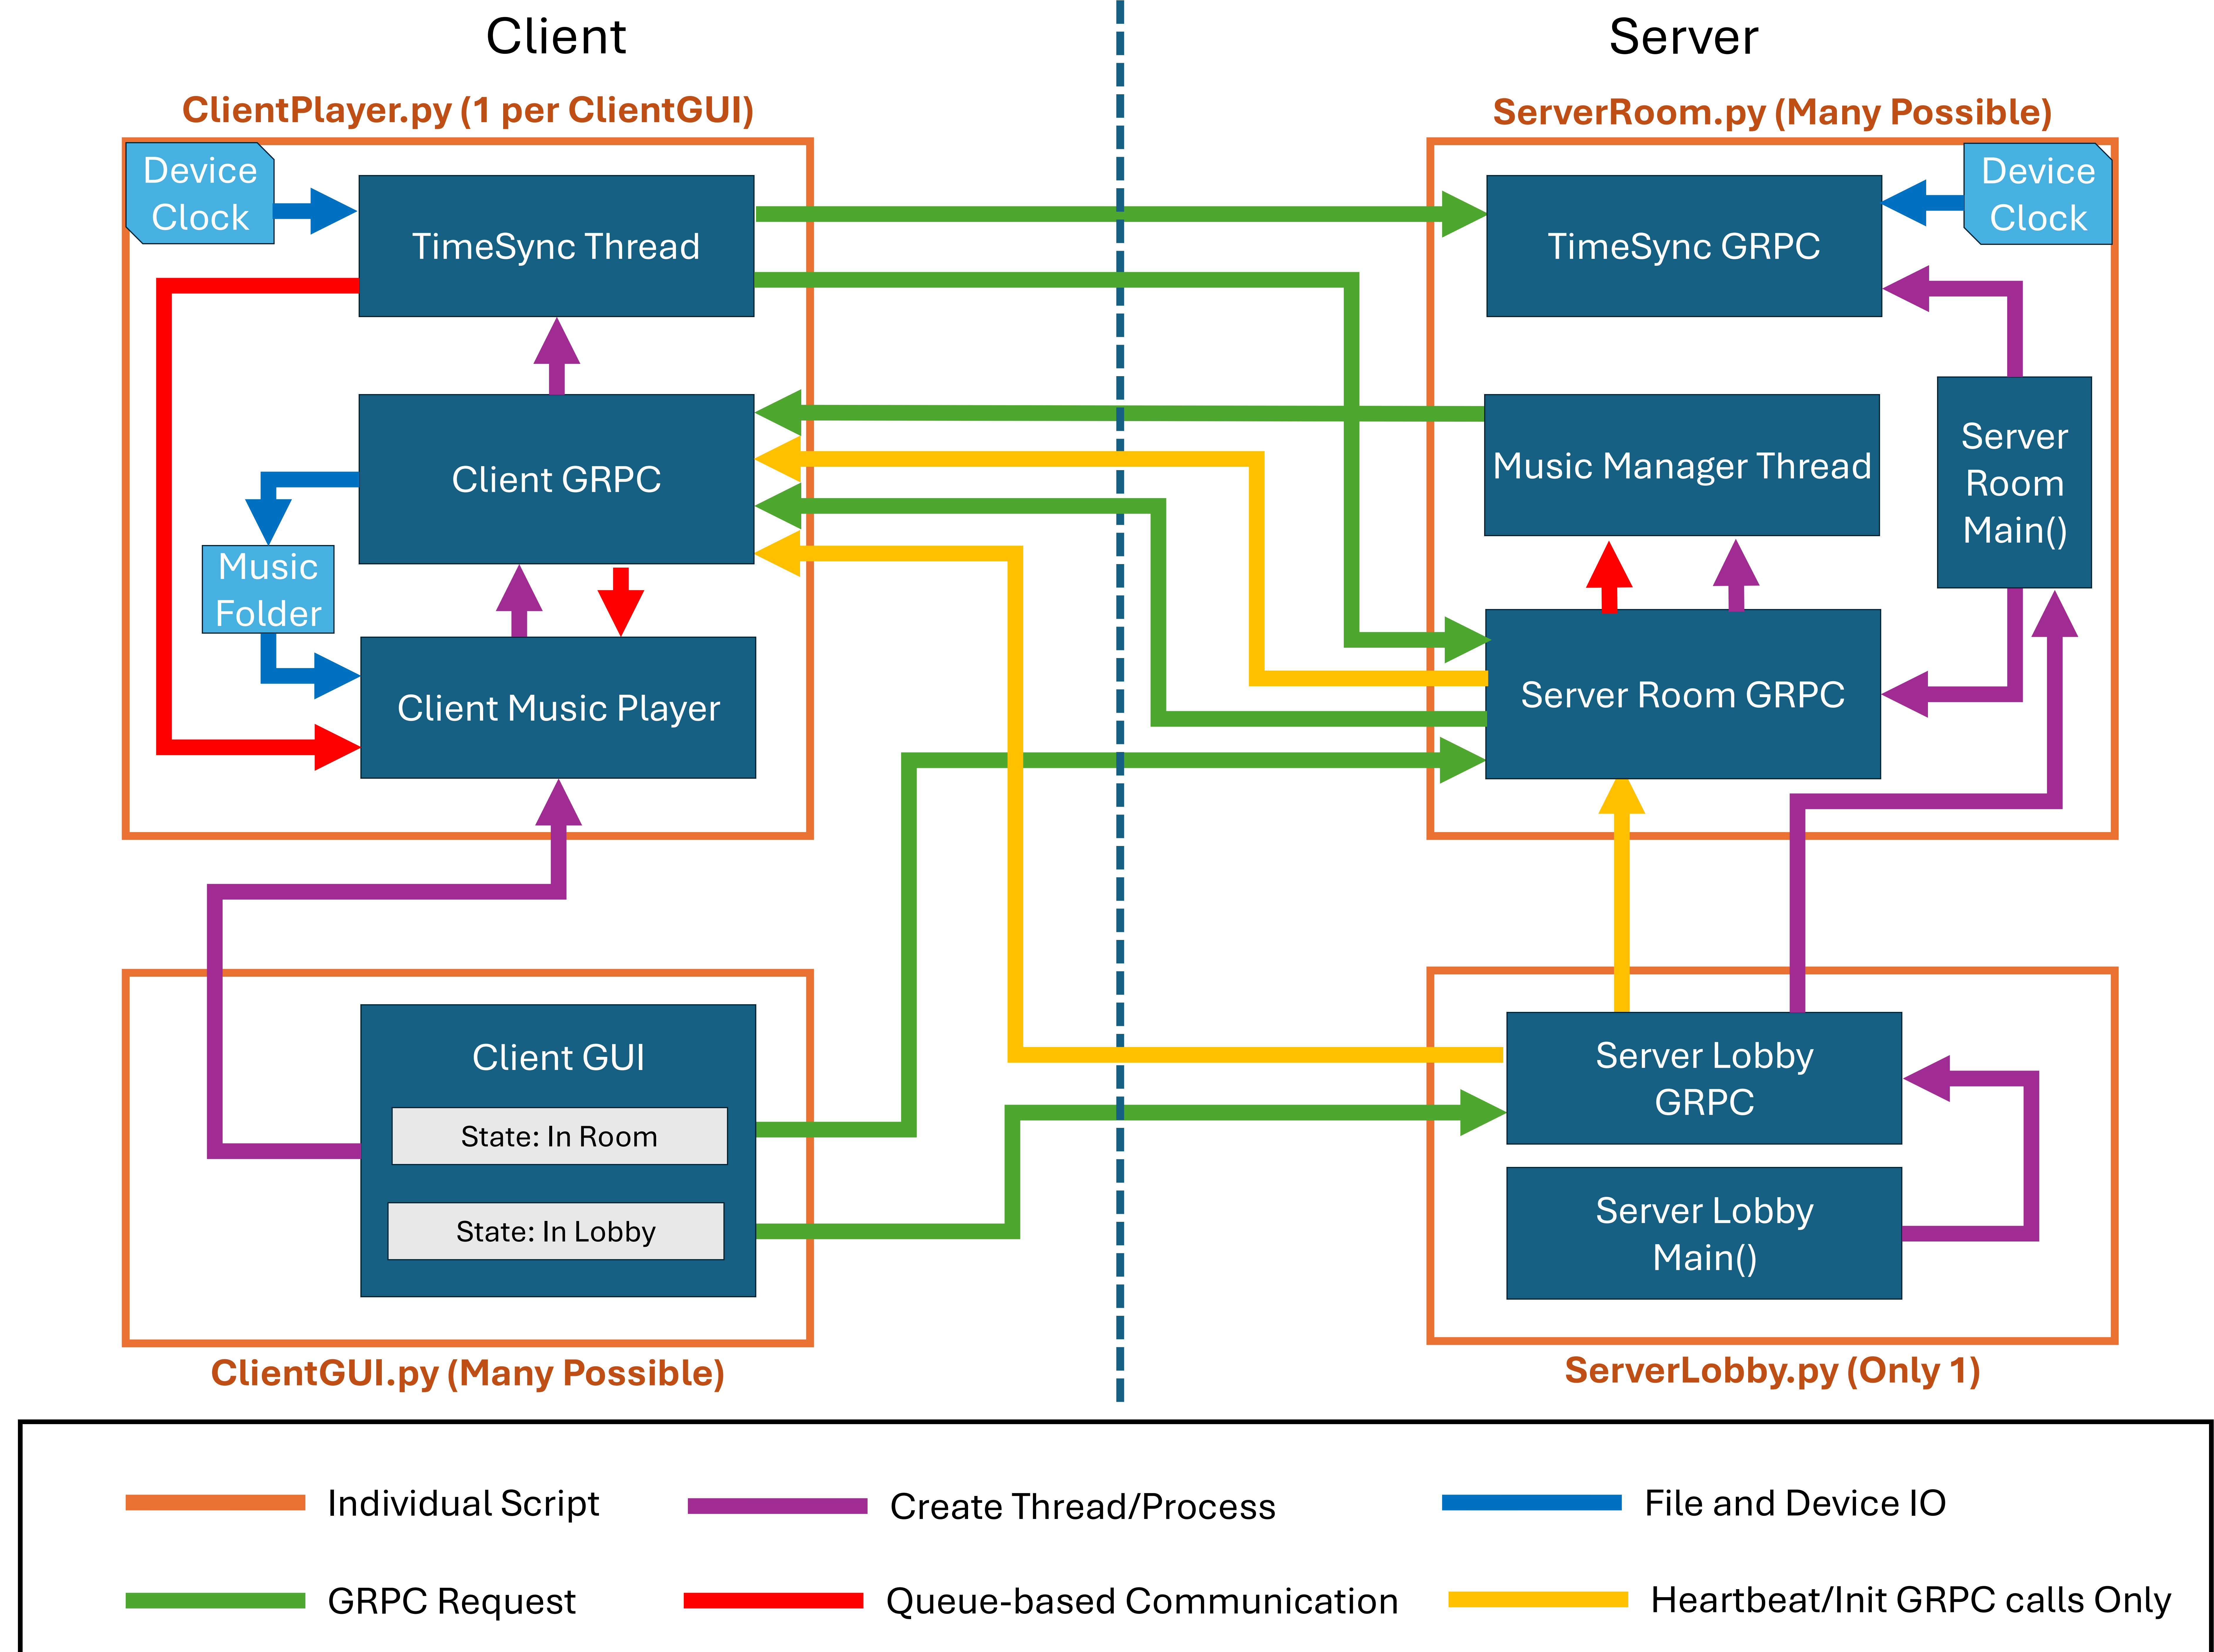 Client
Server
ClientPlayer.py (1 per ClientGUI)
ServerRoom.py (Many Possible)
Device
Clock
TimeSync Thread
TimeSync GRPC
Device
Clock
Client GRPC
Music Manager Thread
Server
Room
Main()
Music
Folder
Client Music Player
Server Room GRPC
Client GUI
State: In Room
State: In Lobby
Server Lobby
GRPC
Server Lobby
Main()
ClientGUI.py (Many Possible)
ServerLobby.py (Only 1)
Individual Script
Create Thread/Process
File and Device IO
GRPC Request
Queue-based Communication
Heartbeat/Init GRPC calls Only